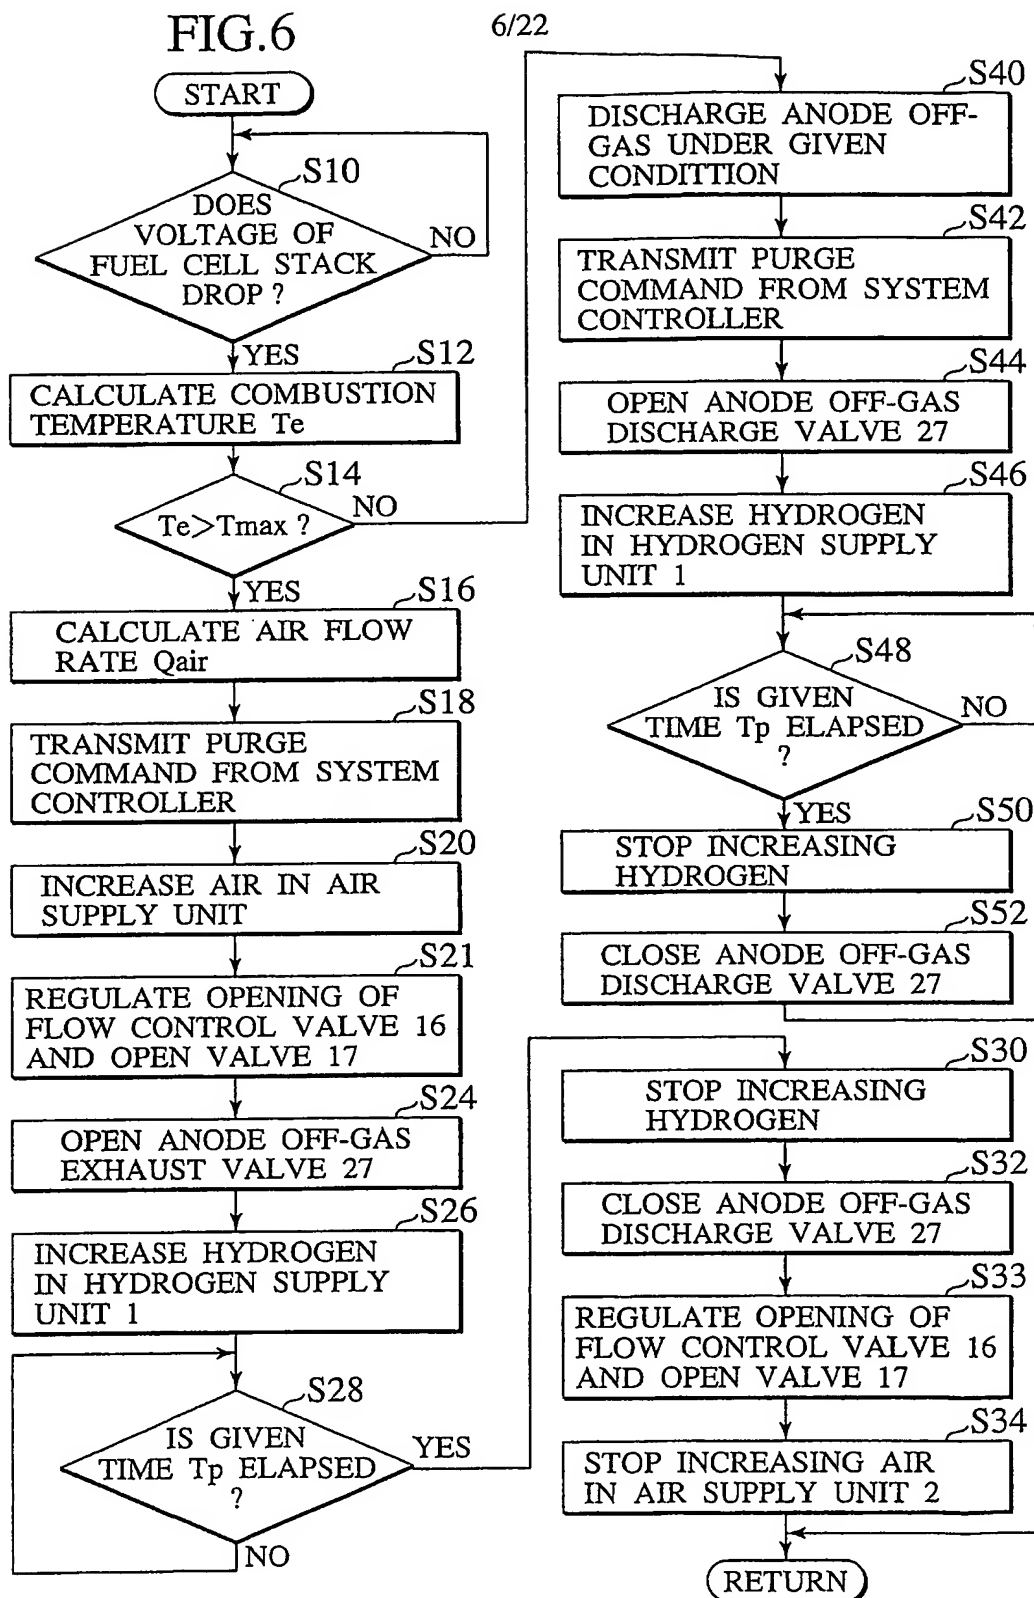 FIG.6
6/22
START
S10
DOES
VOLTAGE OF
FUEL CELL STACK
DROP ?
NO
YES
S12
CALCULATE COMBUSTION
TEMPERATURE Te
S14
Te>Tmax ?
NO
YES
S16
CALCULATE AIR FLOW
RATE Qair
S18
TRANSMIT PURGE
COMMAND FROM SYSTEM
CONTROLLER
S20
INCREASE AIR IN AIR
SUPPLY UNIT
S21
REGULATE OPENING OF
FLOW CONTROL VALVE 16
AND OPEN VALVE 17
S24
OPEN ANODE OFF-GAS
EXHAUST VALVE 27
S26
INCREASE HYDROGEN
IN HYDROGEN SUPPLY
UNIT 1
S28
IS GIVEN
TIME Tp ELAPSED
?
YES
NO
S40
DISCHARGE ANODE OFF-
GAS UNDER GIVEN
CONDITTION
S42
TRANSMIT PURGE
COMMAND FROM SYSTEM
CONTROLLER
S44
OPEN ANODE OFF-GAS
DISCHARGE VALVE 27
S46
INCREASE HYDROGEN
IN HYDROGEN SUPPLY
UNIT 1
S48
IS GIVEN
TIME Tp ELAPSED
?
NO
YES
S50
STOP INCREASING
HYDROGEN
S52
CLOSE ANODE OFF-GAS
DISCHARGE VALVE 27
S30
STOP INCREASING
HYDROGEN
S32
CLOSE ANODE OFF-GAS
DISCHARGE VALVE 27
S33
REGULATE OPENING OF
FLOW CONTROL VALVE 16
AND OPEN VALVE 17
S34
STOP INCREASING AIR
IN AIR SUPPLY UNIT 2
RETURN